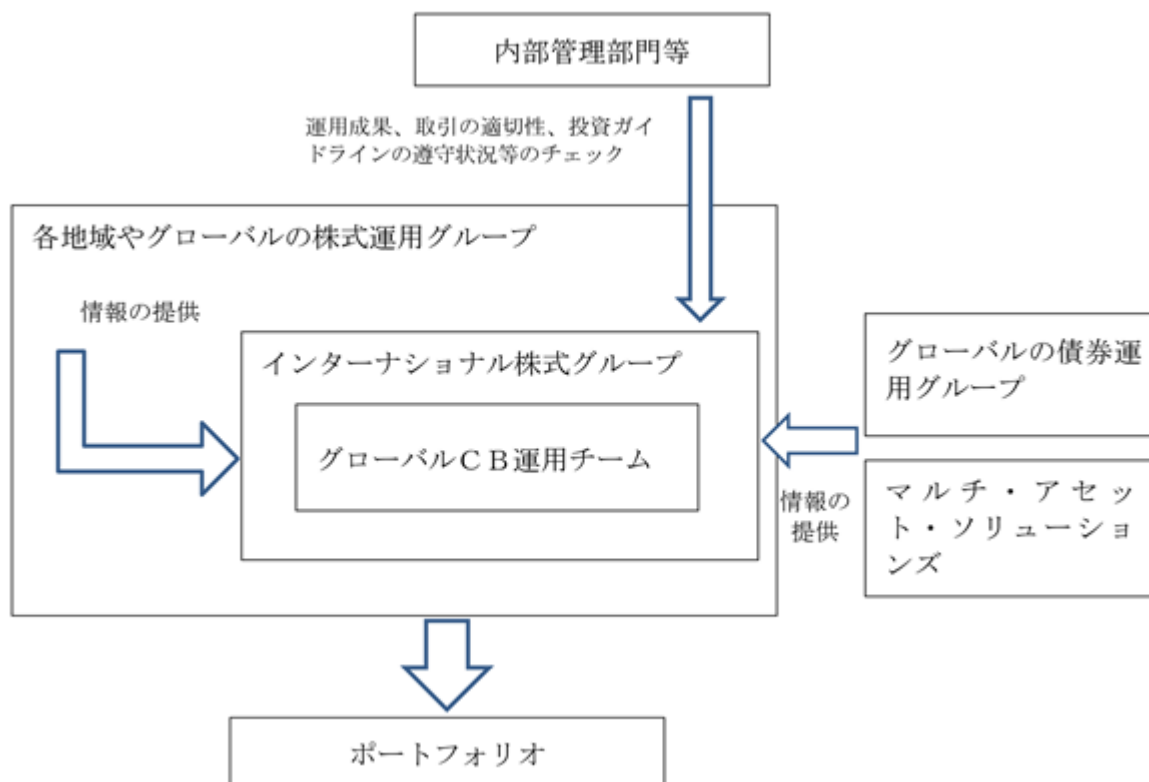 内部管理部門等
運用成果、取引の適切性、投資ガイ
ドラインの遵守状況等のチェック
各地域やグローバルの株式運用グループ
情報の提供
インターナショナル株式グループ
グローバルＣＢ運用チーム
グローバルの債券運
用グループ
情報の
提供
マルチ・アセッ
ト・ソリューショ
ンズ
ポートフォリオ